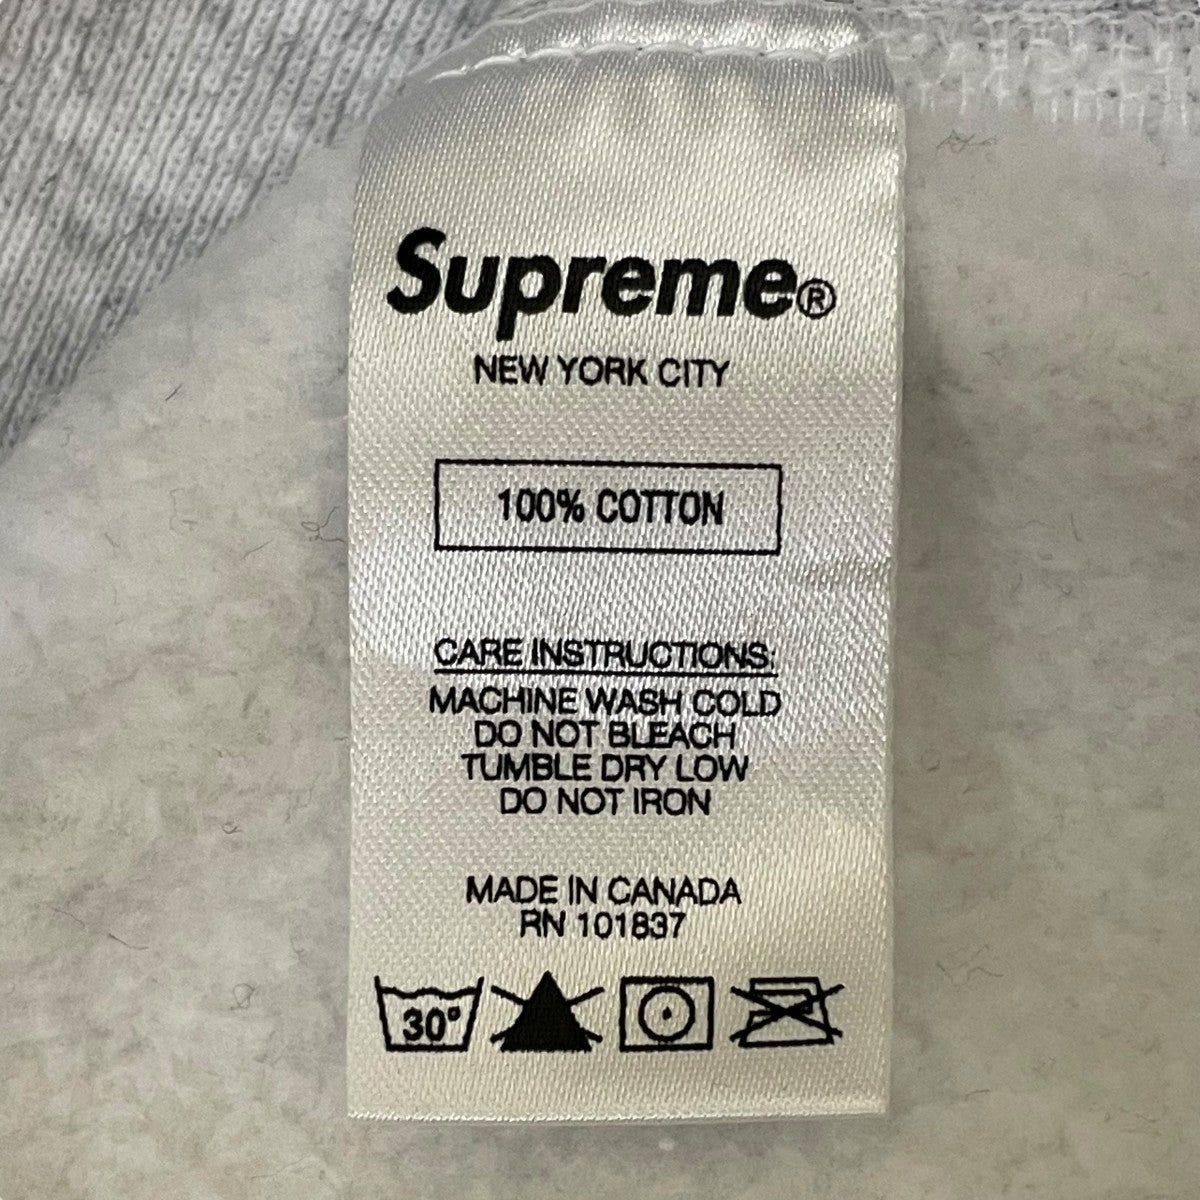 Supreme®
NEW YORK CITY
100% COTTON
CARE INSTRUCTIONS:
MACHINE WASH COLD
DO NOT BLEACH
TUMBLE DRY LOW
DO NOT IRON
MADE IN CANADA
RN 101837
30°